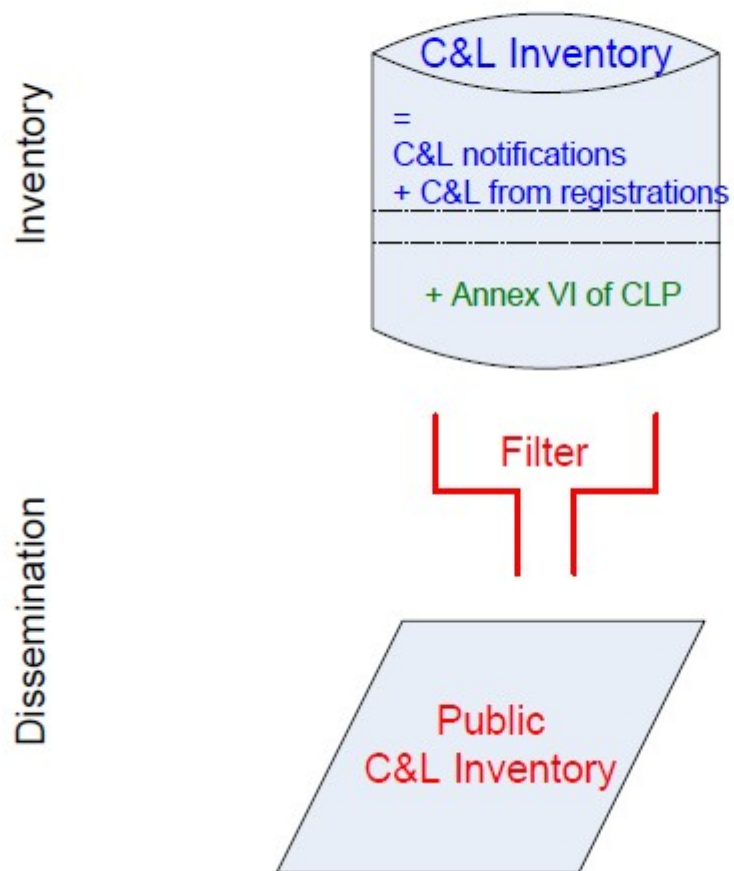 Inventory
C&L Inventory
=
C&L notifications
+ C&L from registrations
+ Annex VI of CLP
Filter
Dissemination
Public
C&L Inventory